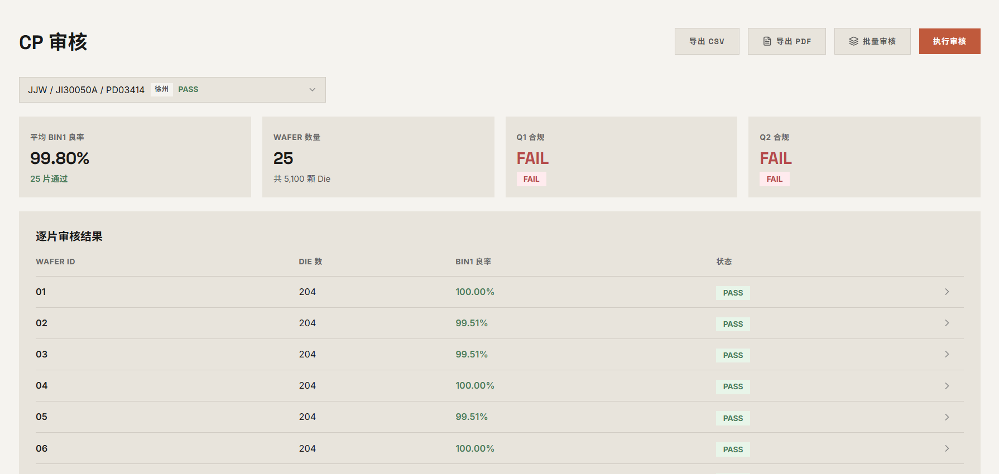 CP 审核
导出 CSV
导出 PDF
批量审核
执行审核
JJW / JI30050A / PD03414 徐州 PASS
平均 BIN1 良率
99.80%
25 片通过
WAFER 数量
25
共 5,100 颗 Die
Q1 合规
FAIL
FAIL
Q2 合规
FAIL
FAIL
逐片审核结果
WAFER ID DIE 数 BIN1 良率 状态
01 204 100.00% PASS
02 204 99.51% PASS
03 204 99.51% PASS
04 204 100.00% PASS
05 204 99.51% PASS
06 204 100.00% PASS